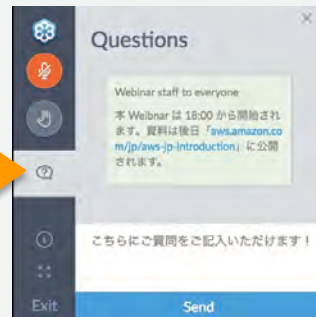 Questions
Webinar staff to everyone
本 Weibnar は 18:00 から開始され
ます。資料は後日「aws.amazon.co
m/jp/aws-jp-introduction」に公開
されます。
こちらにご質問をご記入いただけます！
Exit
Send